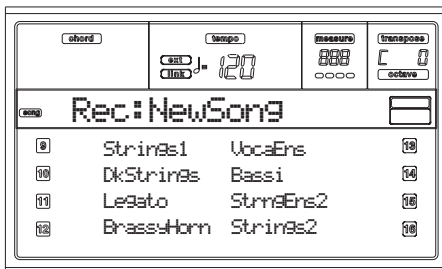 chord tempo measure transpose
ext link ♩= 120 888 C 0
octave
song Rec:NewSong
9 Strings1 VocaEns 13
10 DkStrings Bassi 14
11 Legato StrngEns2 15
12 BrassyHorn Strings2 16